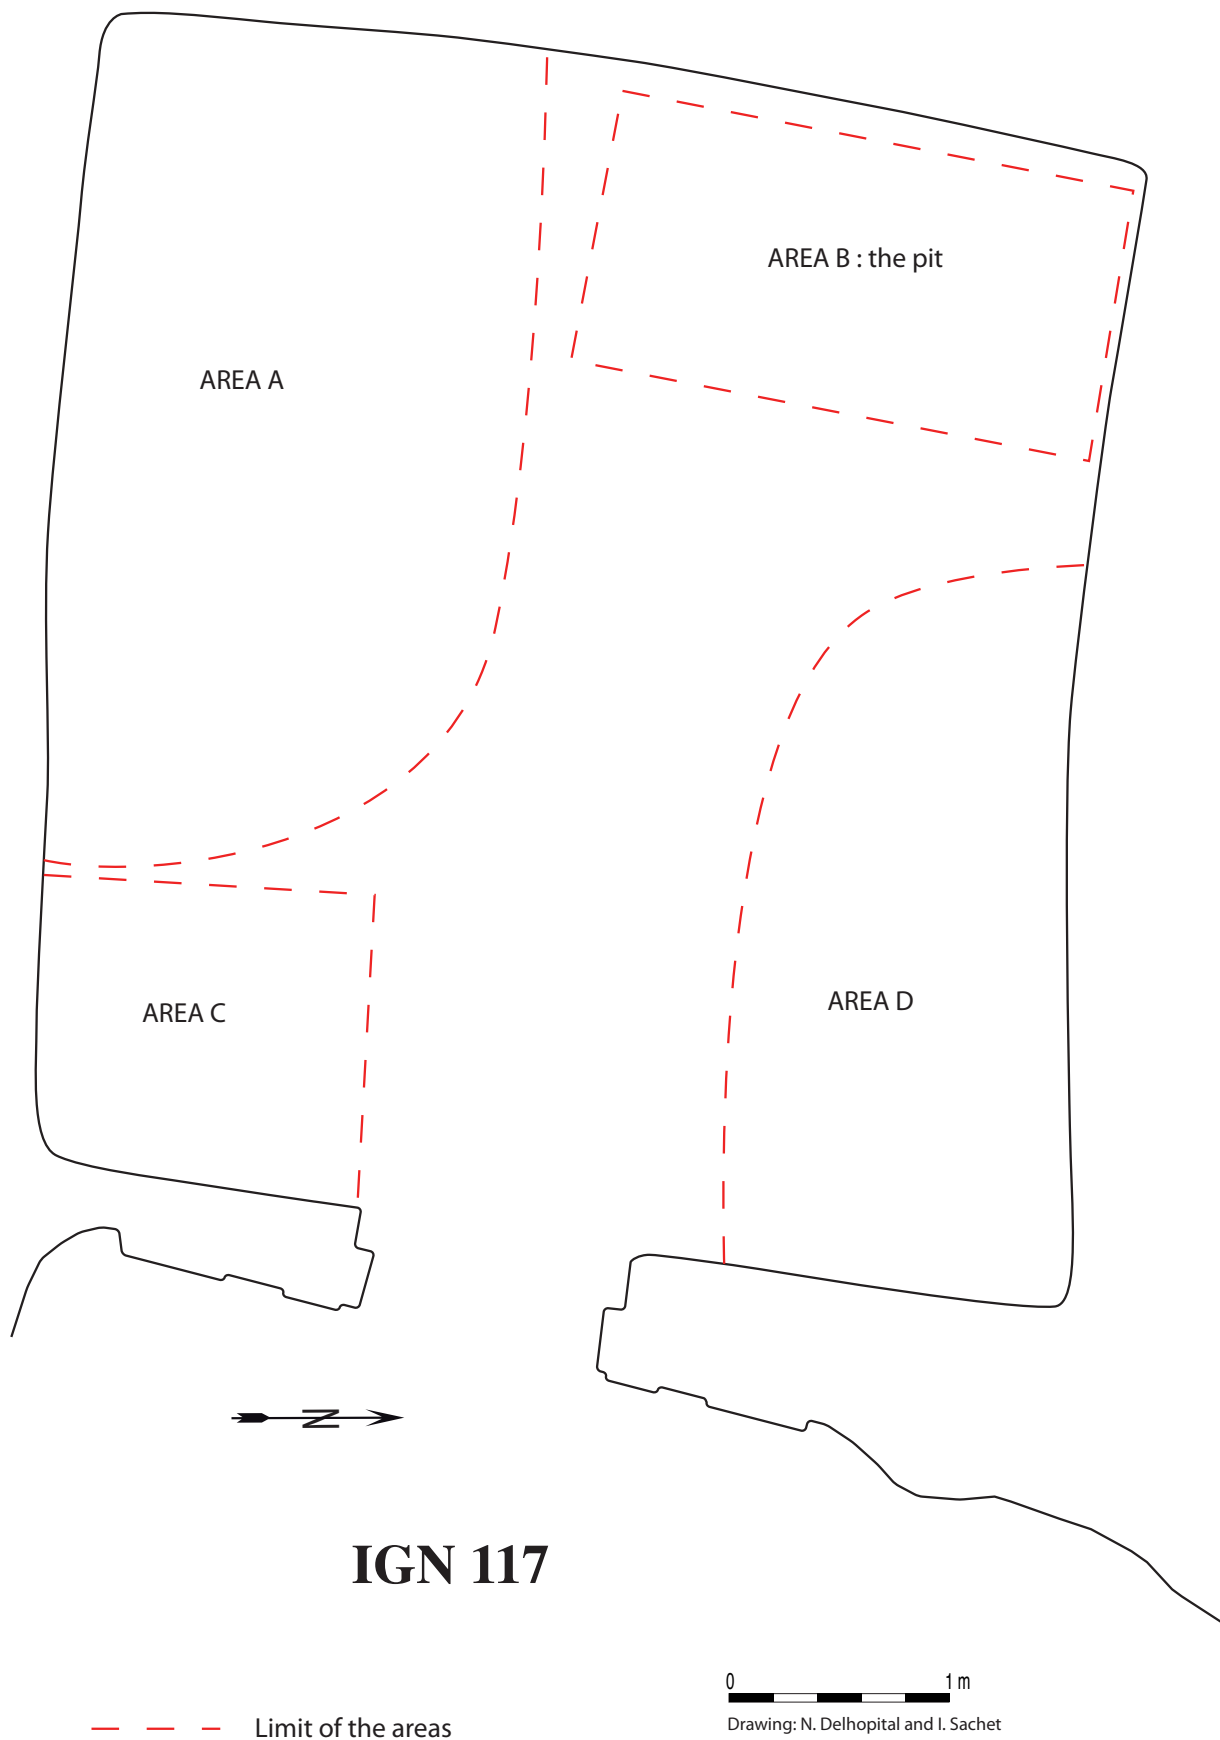 AREA B : the pit
AREA A
AREA D
AREA C
N
IGN 117
0 1 m
Drawing: N. Delhopital and I. Sachet
Limit of the areas